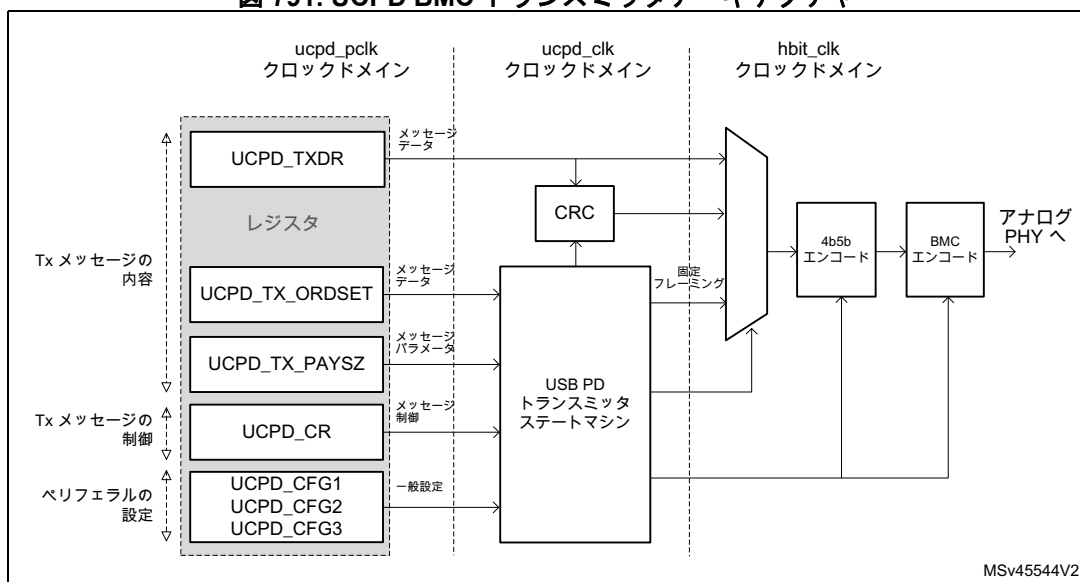 図 791. UCPD BMC トランスミッタアーキテクチャ
ucpd_pclk
クロックドメイン
ucpd_clk
クロックドメイン
hbit_clk
クロックドメイン
メッセージ
データ
UCPD_TXDR
CRC
レジスタ
4b5b
エンコード
BMC
エンコード
アナログ
PHY へ
Tx メッセージの
内容
メッセージ
データ
固定
フレーミング
UCPD_TX_ORDSET
メッセージ
パラメータ
UCPD_TX_PAYSZ
USB PD
トランスミッタ
ステートマシン
Tx メッセージの
制御
メッセージ
制御
UCPD_CR
ペリフェラルの
設定
一般設定
UCPD_CFG1
UCPD_CFG2
UCPD_CFG3
MSv45544V2